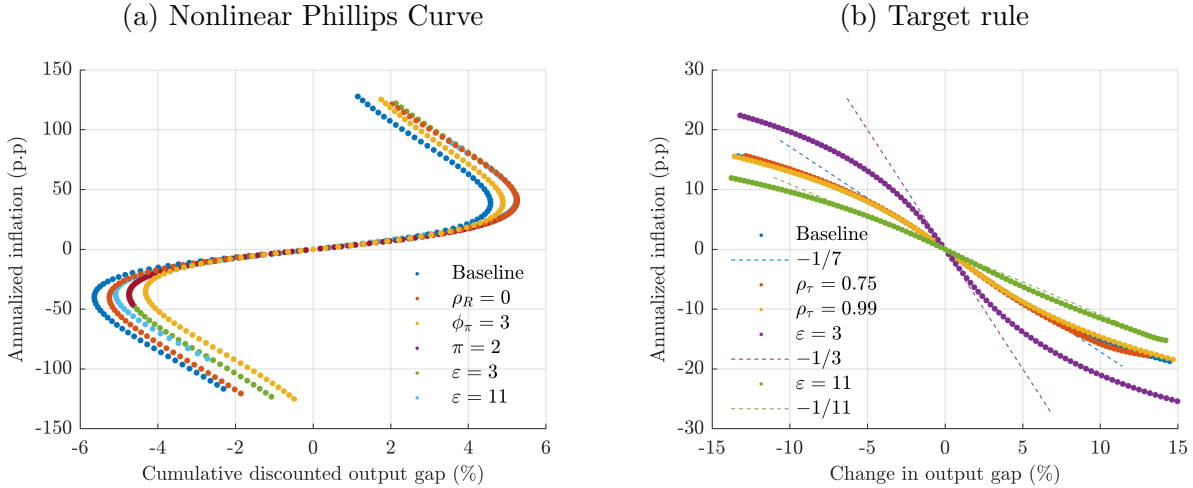 (a) Nonlinear Phillips Curve
150
100
50
0
-50
-100
-150
-6
-4
-2
0
2
4
6
Annualized inflation (p.p)
Cumulative discounted output gap (%)
Baseline
ρ_R = 0
ϕ_π = 3
π = 2
ε = 3
ε = 11
(b) Target rule
30
20
10
0
-10
-20
-30
-15
-10
-5
0
5
10
15
Annualized inflation (p.p)
Change in output gap (%)
Baseline
−1/7
ρ_τ = 0.75
ρ_τ = 0.99
ε = 3
−1/3
ε = 11
−1/11